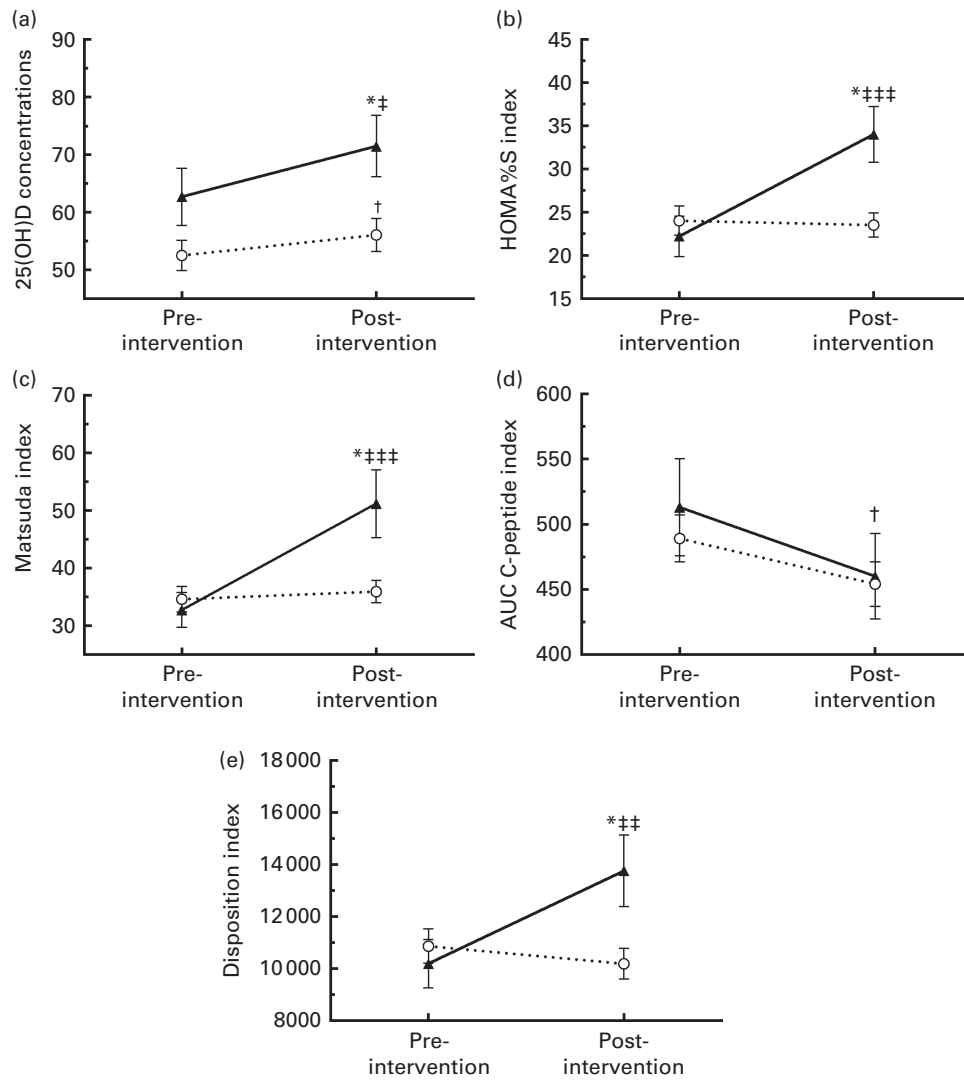 (a)
90
80
70
60
50
25(OH)D concentrations
*‡
†
Pre-
intervention
Post-
intervention
(b)
45
40
35
30
25
20
15
HOMA%S index
*‡‡‡
Pre-
intervention
Post-
intervention
(c)
70
60
50
40
30
Matsuda index
*‡‡‡
Pre-
intervention
Post-
intervention
(d)
600
550
500
450
400
AUC C-peptide index
†
Pre-
intervention
Post-
intervention
(e)
18 000
16 000
14 000
12 000
10 000
8000
Disposition index
*‡‡
Pre-
intervention
Post-
intervention